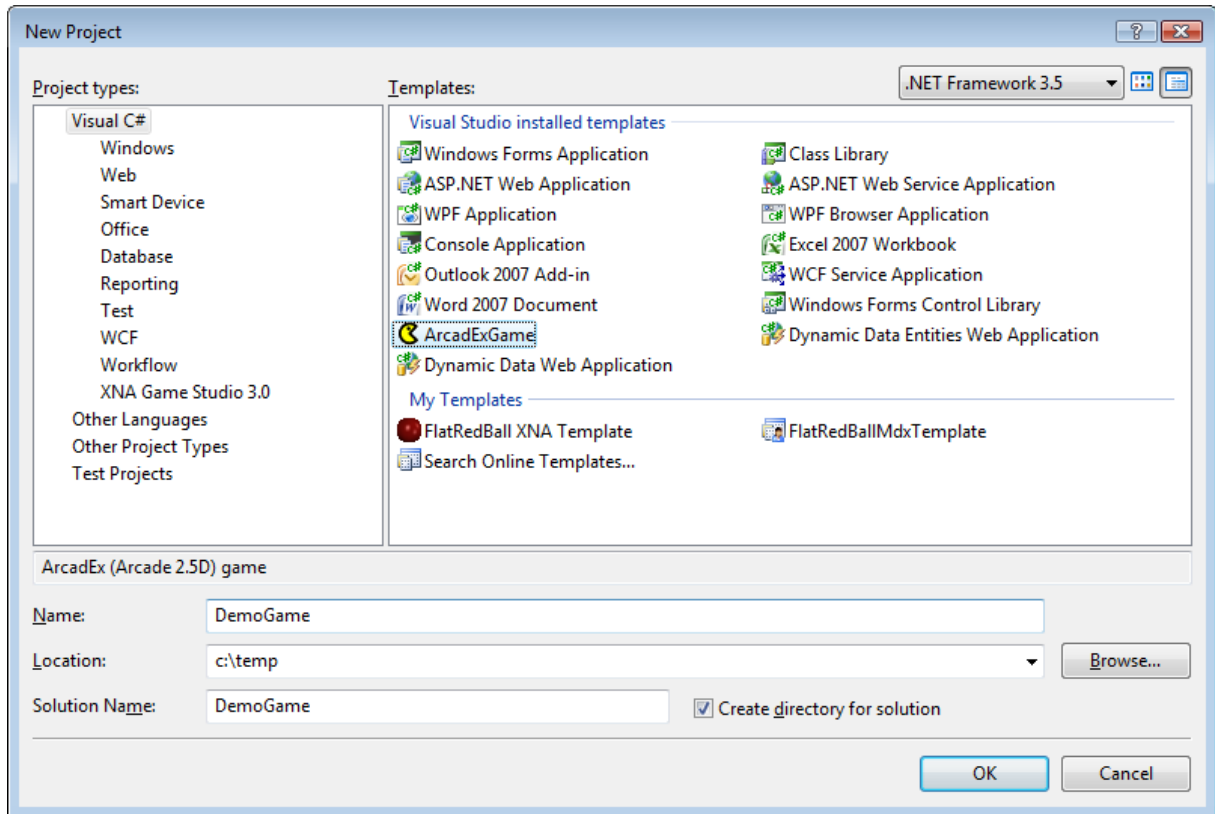 New Project
Project types:
Templates:
.NET Framework 3.5
Visual C#
Windows
Web
Smart Device
Office
Database
Reporting
Test
WCF
Workflow
XNA Game Studio 3.0
Other Languages
Other Project Types
Test Projects
Visual Studio installed templates
Windows Forms Application
Class Library
ASP.NET Web Application
ASP.NET Web Service Application
WPF Application
WPF Browser Application
Console Application
Excel 2007 Workbook
Outlook 2007 Add-in
WCF Service Application
Word 2007 Document
Windows Forms Control Library
ArcadExGame
Dynamic Data Entities Web Application
Dynamic Data Web Application
My Templates
FlatRedBall XNA Template
FlatRedBallMdxTemplate
Search Online Templates...
ArcadEx (Arcade 2.5D) game
Name:
DemoGame
Location:
c:\temp
Browse...
Solution Name:
DemoGame
Create directory for solution
OK
Cancel